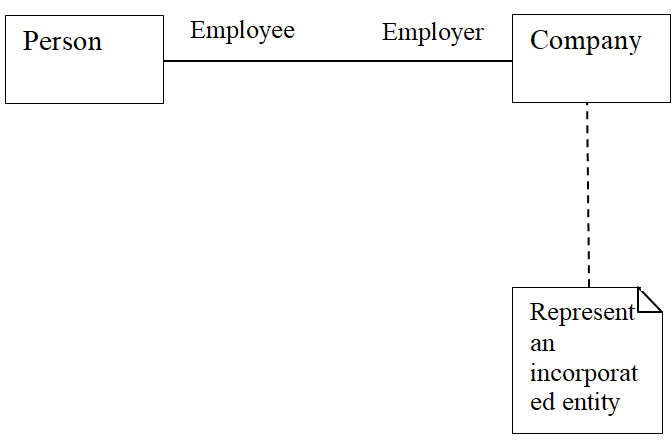 Person
Employee
Employer
Company
Represent
an
incorporat
ed entity